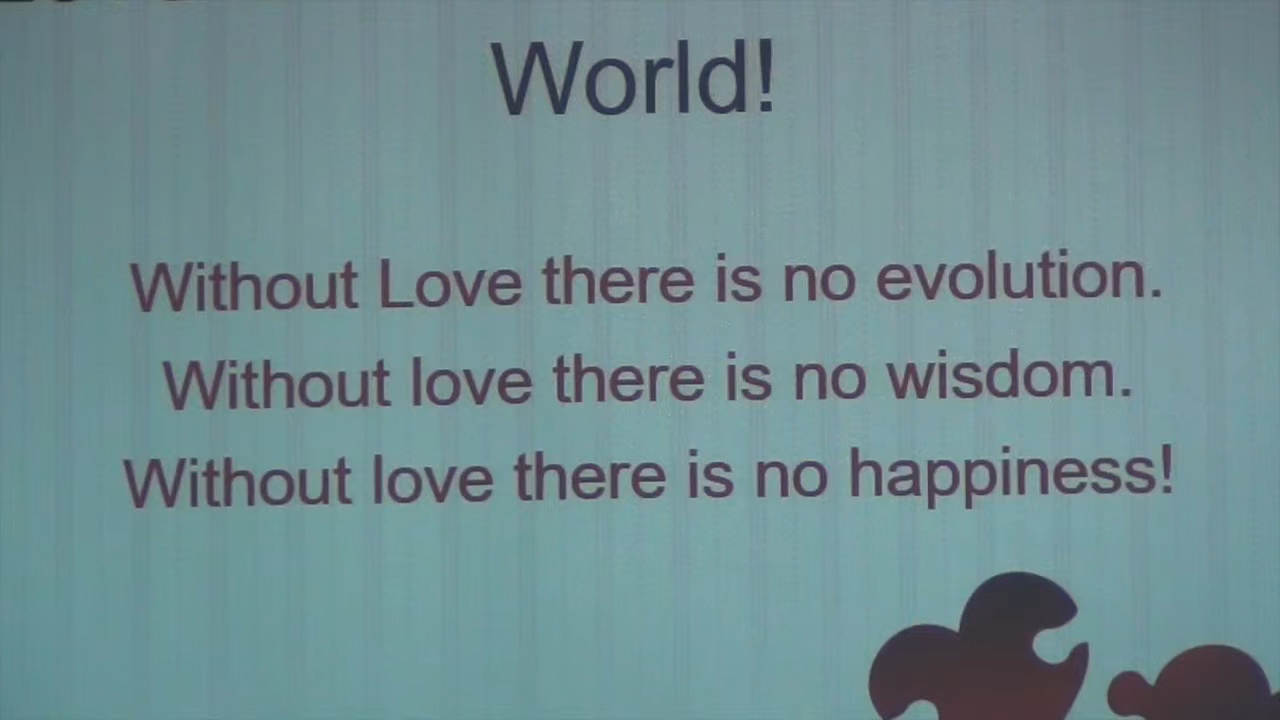 World!
Without Love there is no evolution.
Without love there is no wisdom.
Without love there is no happiness!